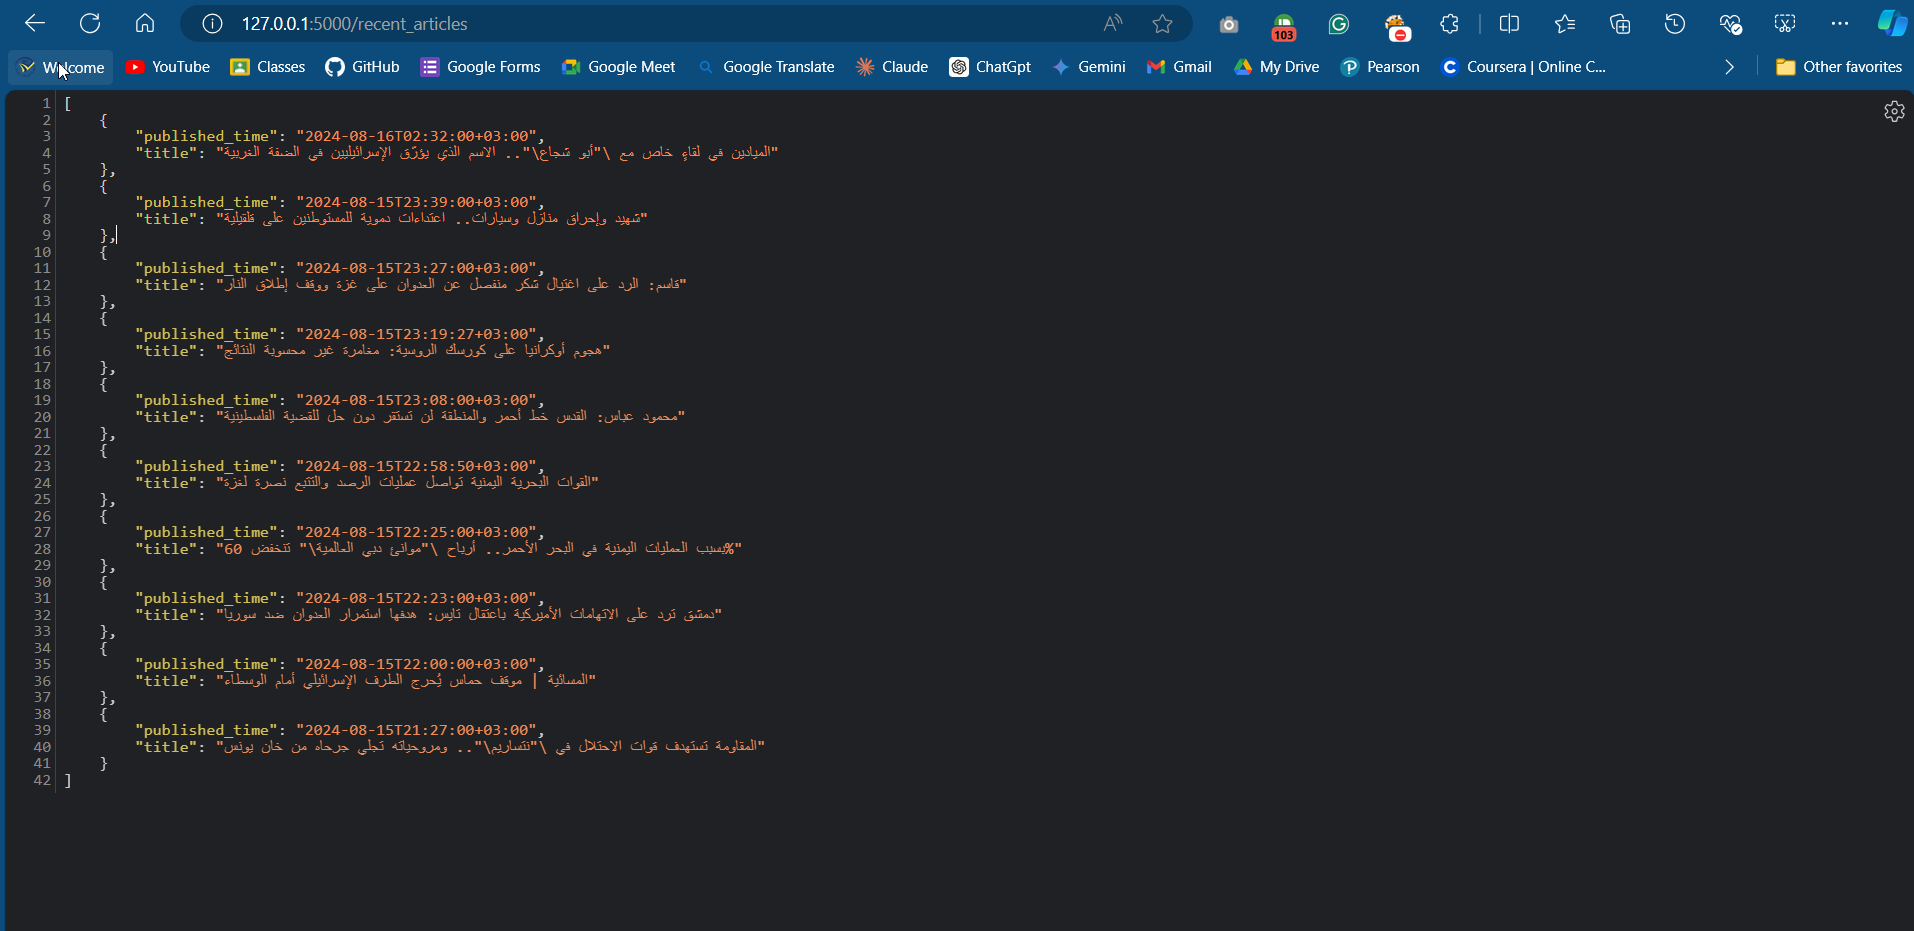 127.0.0.1:5000/recent_articles
103
Welcome YouTube Classes GitHub Google Forms Google Meet Google Translate Claude ChatGpt Gemini Gmail My Drive Pearson Coursera | Online C... Other favorites
1 [
2 {
3 "published_time": "2024-08-16T02:32:00+03:00",
4 "title": "الميادين في لقاءٍ خاص مع \"أبو شجاع\".. الاسم الذي يؤرّق الإسرائيليين في الضفة الغربية"
5 },
6 {
7 "published_time": "2024-08-15T23:39:00+03:00",
8 "title": "شهيد وإحراق منازل وسيارات.. اعتداءات دموية للمستوطنين على قلقيلية"
9 },
10 {
11 "published_time": "2024-08-15T23:27:00+03:00",
12 "title": "قاسم: الرد على اغتيال شكر منفصل عن العدوان على غزة ووقف إطلاق النار"
13 },
14 {
15 "published_time": "2024-08-15T23:19:27+03:00",
16 "title": "هجوم أوكرانيا على كورسك الروسية: مغامرة غير محسوبة النتائج"
17 },
18 {
19 "published_time": "2024-08-15T23:08:00+03:00",
20 "title": "محمود عباس: القدس خط أحمر والمنطقة لن تستقر دون حل للقضية الفلسطينية"
21 },
22 {
23 "published_time": "2024-08-15T22:58:50+03:00",
24 "title": "القوات البحرية اليمنية تواصل عمليات الرصد والتتبع نصرة لغزة"
25 },
26 {
27 "published_time": "2024-08-15T22:25:00+03:00",
28 "title": "%بسبب العمليات اليمنية في البحر الأحمر.. أرباح \"موانئ دبي العالمية\" تنخفض 60"
29 },
30 {
31 "published_time": "2024-08-15T22:23:00+03:00",
32 "title": "دمشق ترد على الاتهامات الأميركية باعتقال تايس: هدفها استمرار العدوان ضد سوريا"
33 },
34 {
35 "published_time": "2024-08-15T22:00:00+03:00",
36 "title": "المسائية | موقف حماس يُحرج الطرف الإسرائيلي أمام الوسطاء"
37 },
38 {
39 "published_time": "2024-08-15T21:27:00+03:00",
40 "title": "المقاومة تستهدف قوات الاحتلال في \"نتساريم\".. ومروحياته تجلي جرحاه من خان يونس"
41 }
42 ]